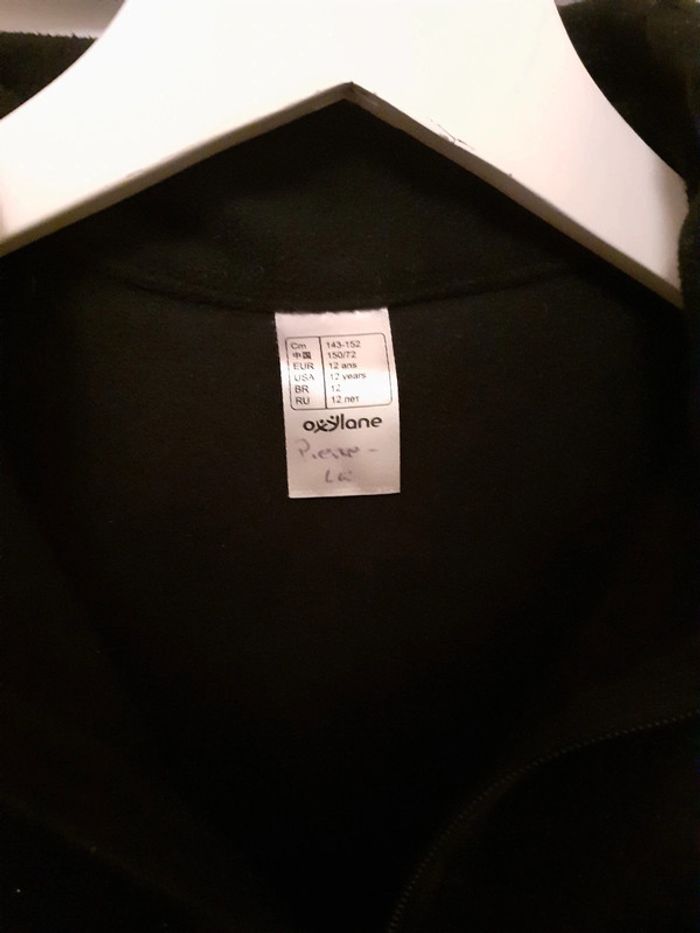 Cm 143-152
中国 150/72
EUR 12 ans
USA 12 years
BR 12
RU 12 лет
oxylane
Pierre -